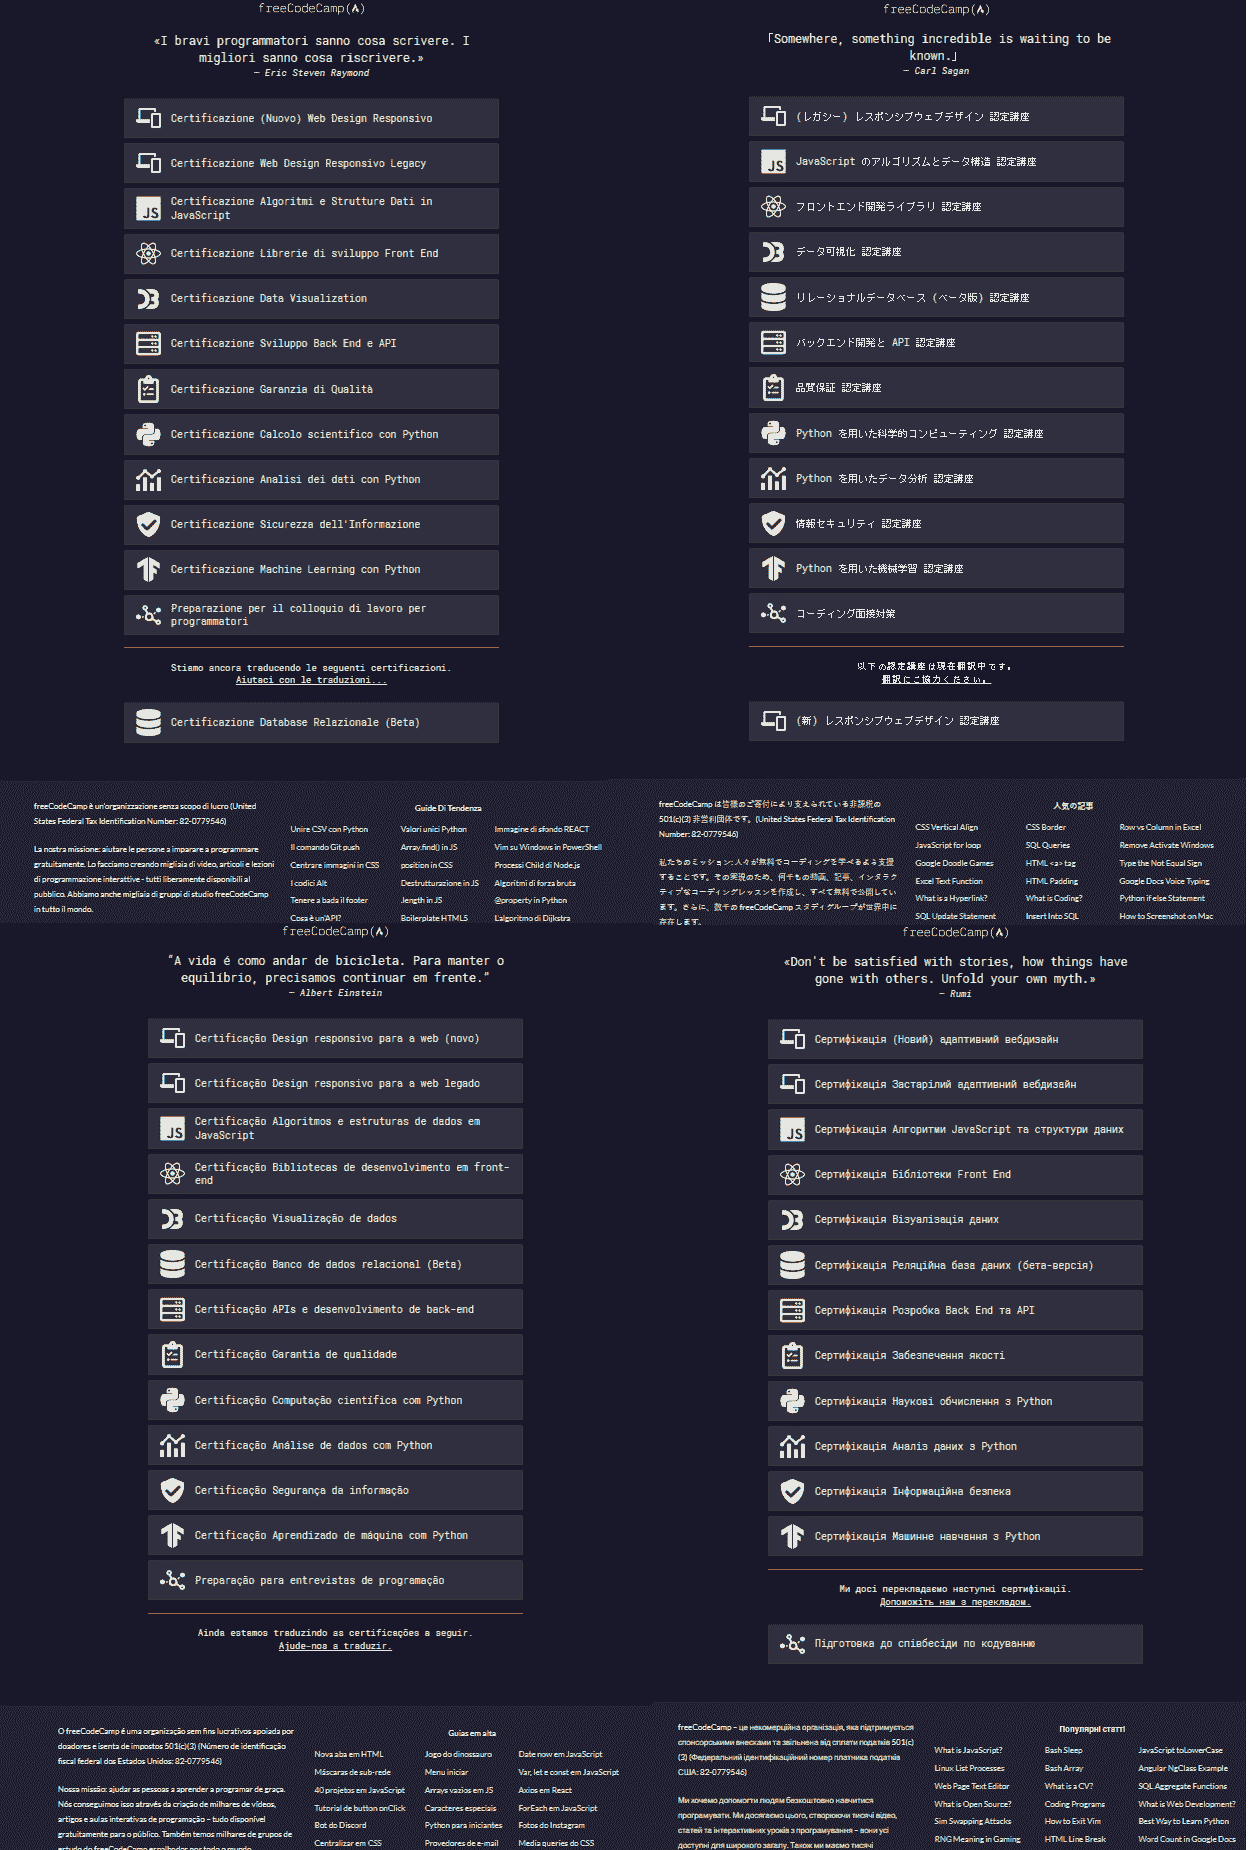 freeCodeCamp(🔥)
«I bravi programmatori sanno cosa scrivere. I
migliori sanno cosa riscrivere.»
— Eric Steven Raymond
Certificazione (Nuovo) Web Design Responsivo
Certificazione Web Design Responsivo Legacy
Certificazione Algoritmi e Strutture Dati in
JavaScript
Certificazione Librerie di sviluppo Front End
Certificazione Data Visualization
Certificazione Sviluppo Back End e API
Certificazione Garanzia di Qualità
Certificazione Calcolo scientifico con Python
Certificazione Analisi dei dati con Python
Certificazione Sicurezza dell'Informazione
Certificazione Machine Learning con Python
Preparazione per il colloquio di lavoro per
programmatori
Stiamo ancora traducendo le seguenti certificazioni.
Aiutaci con le traduzioni...
Certificazione Database Relazionale (Beta)
freeCodeCamp è un'organizzazione senza scopo di lucro (United
States Federal Tax Identification Number: 82-0779546)
La nostra missione: aiutare le persone a imparare a programmare
gratuitamente. Lo facciamo creando migliaia di video, articoli e lezioni
di programmazione interattive - tutti liberamente disponibili al
pubblico. Abbiamo anche migliaia di gruppi di studio freeCodeCamp
in tutto il mondo.
Guide Di Tendenza
Unire CSV con Python
Il comando Git push
Centrare immagini in CSS
I codici Alt
Tenere a bada il footer
Cosa è un'API?
Valori unici Python
Array.find() in JS
position in CSS
Destrutturazione in JS
.length in JS
Boilerplate HTML5
Immagine di sfondo REACT
Vim su Windows in PowerShell
Processi Child di Node.js
Algoritmi di forza bruta
@property in Python
L'algoritmo di Dijkstra
freeCodeCamp(🔥)
「Somewhere, something incredible is waiting to be
known.」
— Carl Sagan
(レガシー) レスポンシブウェブデザイン 認定講座
JavaScript のアルゴリズムとデータ構造 認定講座
フロントエンド開発ライブラリ 認定講座
データ可視化 認定講座
リレーショナルデータベース (ベータ版) 認定講座
バックエンド開発と API 認定講座
品質保証 認定講座
Python を用いた科学的コンピューティング 認定講座
Python を用いたデータ分析 認定講座
情報セキュリティ 認定講座
Python を用いた機械学習 認定講座
コーディング面接対策
以下の認定講座は現在翻訳中です。
翻訳にご協力ください。
(新) レスポンシブウェブデザイン 認定講座
freeCodeCamp は皆様のご寄付により支えられている非課税の
501(c)(3) 非営利団体です。(United States Federal Tax Identification
Number: 82-0779546)
私たちのミッション: 人々が無料でコーディングを学べるよう支援
することです。その実現のため、何千もの動画、記事、インタラク
ティブなコーディングレッスンを作成し、すべて無料で公開してい
ます。さらに、数千の freeCodeCamp スタディグループが世界中に
存在します。
人気の記事
CSS Vertical Align
JavaScript for loop
Google Doodle Games
Excel Text Function
What is a Hyperlink?
SQL Update Statement
CSS Border
SQL Queries
HTML <a> tag
HTML Padding
What is Coding?
Insert Into SQL
Row vs Column in Excel
Remove Activate Windows
Type the Not Equal Sign
Google Docs Voice Typing
Python if else Statement
How to Screenshot on Mac
freeCodeCamp(🔥)
“A vida é como andar de bicicleta. Para manter o
equilíbrio, precisamos continuar em frente.”
— Albert Einstein
Certificação Design responsivo para a web (novo)
Certificação Design responsivo para a web legado
Certificação Algoritmos e estruturas de dados em
JavaScript
Certificação Bibliotecas de desenvolvimento em front-
end
Certificação Visualização de dados
Certificação Banco de dados relacional (Beta)
Certificação APIs e desenvolvimento de back-end
Certificação Garantia de qualidade
Certificação Computação científica com Python
Certificação Análise de dados com Python
Certificação Segurança da informação
Certificação Aprendizado de máquina com Python
Preparação para entrevistas de programação
Ainda estamos traduzindo as certificações a seguir.
Ajude-nos a traduzir.
O freeCodeCamp é uma organização sem fins lucrativos apoiada por
doadores e isenta de impostos 501(c)(3) (Número de identificação
fiscal federal dos Estados Unidos: 82-0779546)
Nossa missão: ajudar as pessoas a aprender a programar de graça.
Nós conseguimos isso através da criação de milhares de vídeos,
artigos e aulas interativas de programação – tudo disponível
gratuitamente para o público. Também temos milhares de grupos de
estudo do freeCodeCamp espalhados por todo o mundo.
Guias em alta
Nova aba em HTML
Máscaras de sub-rede
40 projetos em JavaScript
Tutorial de button onClick
Bot do Discord
Centralizar em CSS
Jogo do dinossauro
Menu iniciar
Arrays vazios em JS
Caracteres especiais
Python para iniciantes
Provedores de e-mail
Date now em JavaScript
Var, let e const em JavaScript
Axios em React
ForEach em JavaScript
Fotos do Instagram
Media queries do CSS
freeCodeCamp(🔥)
«Don't be satisfied with stories, how things have
gone with others. Unfold your own myth.»
— Rumi
Сертифікація (Новий) адаптивний вебдизайн
Сертифікація Застарілий адаптивний вебдизайн
Сертифікація Алгоритми JavaScript та структури даних
Сертифікація Бібліотеки Front End
Сертифікація Візуалізація даних
Сертифікація Реляційна база даних (бета-версія)
Сертифікація Розробка Back End та API
Сертифікація Забезпечення якості
Сертифікація Наукові обчислення з Python
Сертифікація Аналіз даних з Python
Сертифікація Інформаційна безпека
Сертифікація Машинне навчання з Python
Ми досі перекладаємо наступні сертифікації.
Допоможіть нам з перекладом.
Підготовка до співбесіди по кодуванню
freeCodeCamp – це некомерційна організація, яка підтримується
спонсорськими внесками та звільнена від сплати податків 501(c)
(3) (Федеральний ідентифікаційний номер платника податків
США: 82-0779546)
Ми хочемо допомогти людям безкоштовно навчитися
програмувати. Ми досягаємо цього, створюючи тисячі відео,
статей та інтерактивних уроків з програмування – вони усі
доступні для широкого загалу. Також ми маємо тисячі
Популярні статті
What is JavaScript?
Linux List Processes
Web Page Text Editor
What is Open Source?
Sim Swapping Attacks
RNG Meaning in Gaming
Bash Sleep
Bash Array
What is a CV?
Coding Programs
How to Exit Vim
HTML Line Break
JavaScript toLowerCase
Angular NgClass Example
SQL Aggregate Functions
What is Web Development?
Best Way to Learn Python
Word Count in Google Docs